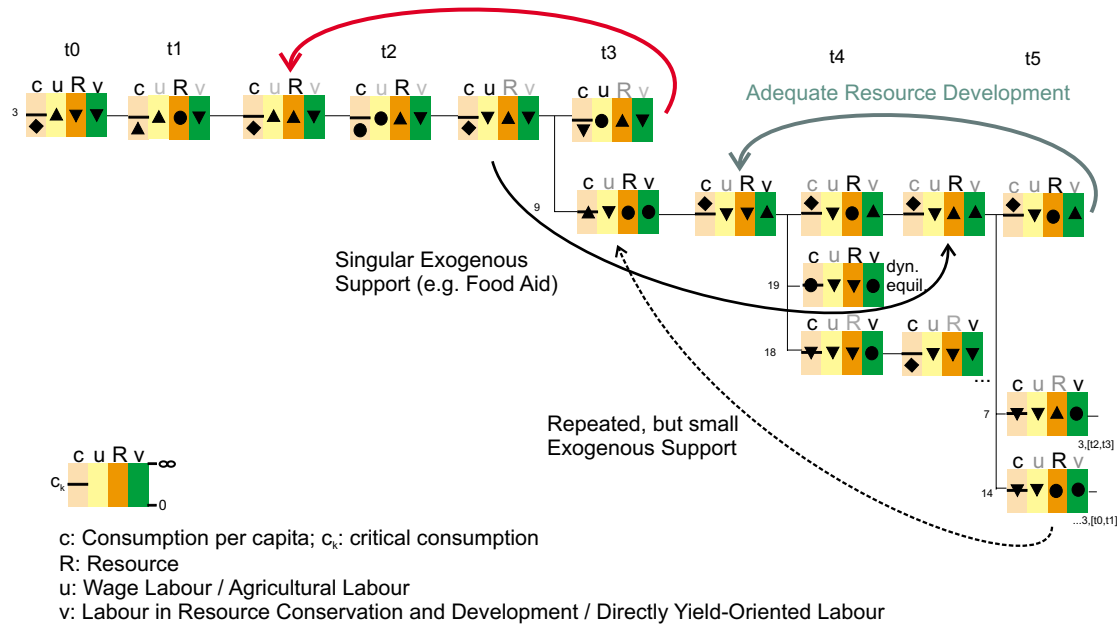 t0 t1 t2 t3 t4 t5
c u R v c u R v c u R v c u R v c u R v c u R v
3
Adequate Resource Development
c u R v c u R v c u R v c u R v c u R v
9
Singular Exogenous
Support (e.g. Food Aid)
c u R v
19
dyn.
equil.
c u R v c u R v
18
...
Repeated, but small
Exogenous Support
c u R v
7
3,[t2,t3]
c u R v
14
...3,[t0,t1]
c u R v
∞
cₖ
0
c: Consumption per capita; cₖ: critical consumption
R: Resource
u: Wage Labour / Agricultural Labour
v: Labour in Resource Conservation and Development / Directly Yield-Oriented Labour